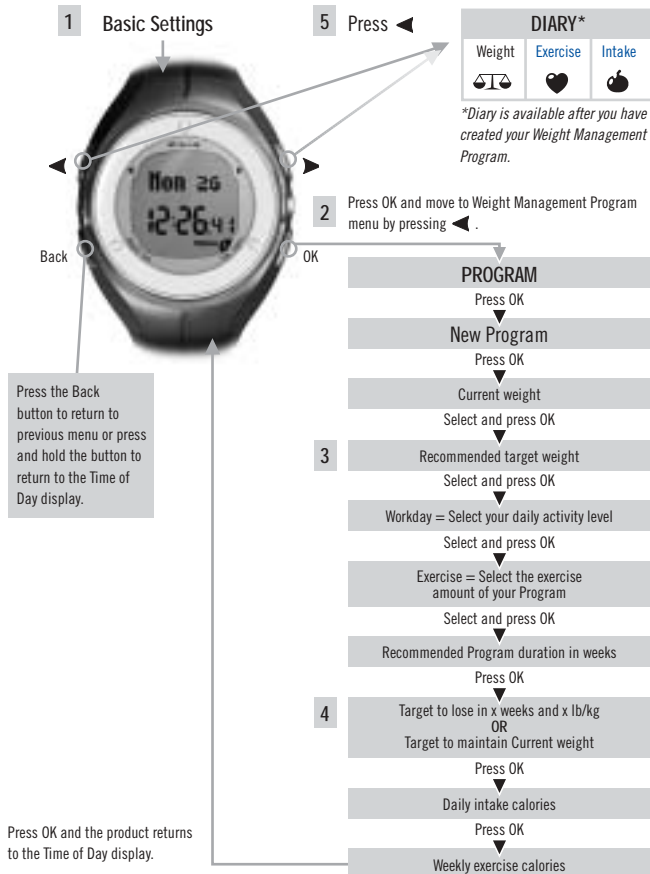 1 Basic Settings
5 Press
DIARY*
Weight Exercise Intake
*Diary is available after you have
created your Weight Management
Program.
Mon 26
12:26.41
Back
OK
2 Press OK and move to Weight Management Program
menu by pressing .
PROGRAM
Press OK
New Program
Press OK
Current weight
Select and press OK
3 Recommended target weight
Select and press OK
Workday = Select your daily activity level
Select and press OK
Exercise = Select the exercise
amount of your Program
Select and press OK
Recommended Program duration in weeks
Press OK
4 Target to lose in x weeks and x lb/kg
OR
Target to maintain Current weight
Press OK
Daily intake calories
Press OK
Weekly exercise calories
Press the Back
button to return to
previous menu or press
and hold the button to
return to the Time of
Day display.
Press OK and the product returns
to the Time of Day display.